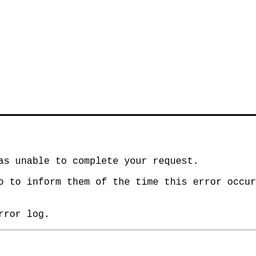 as unable to complete your request.
to inform them of the time this error occur
rror log.